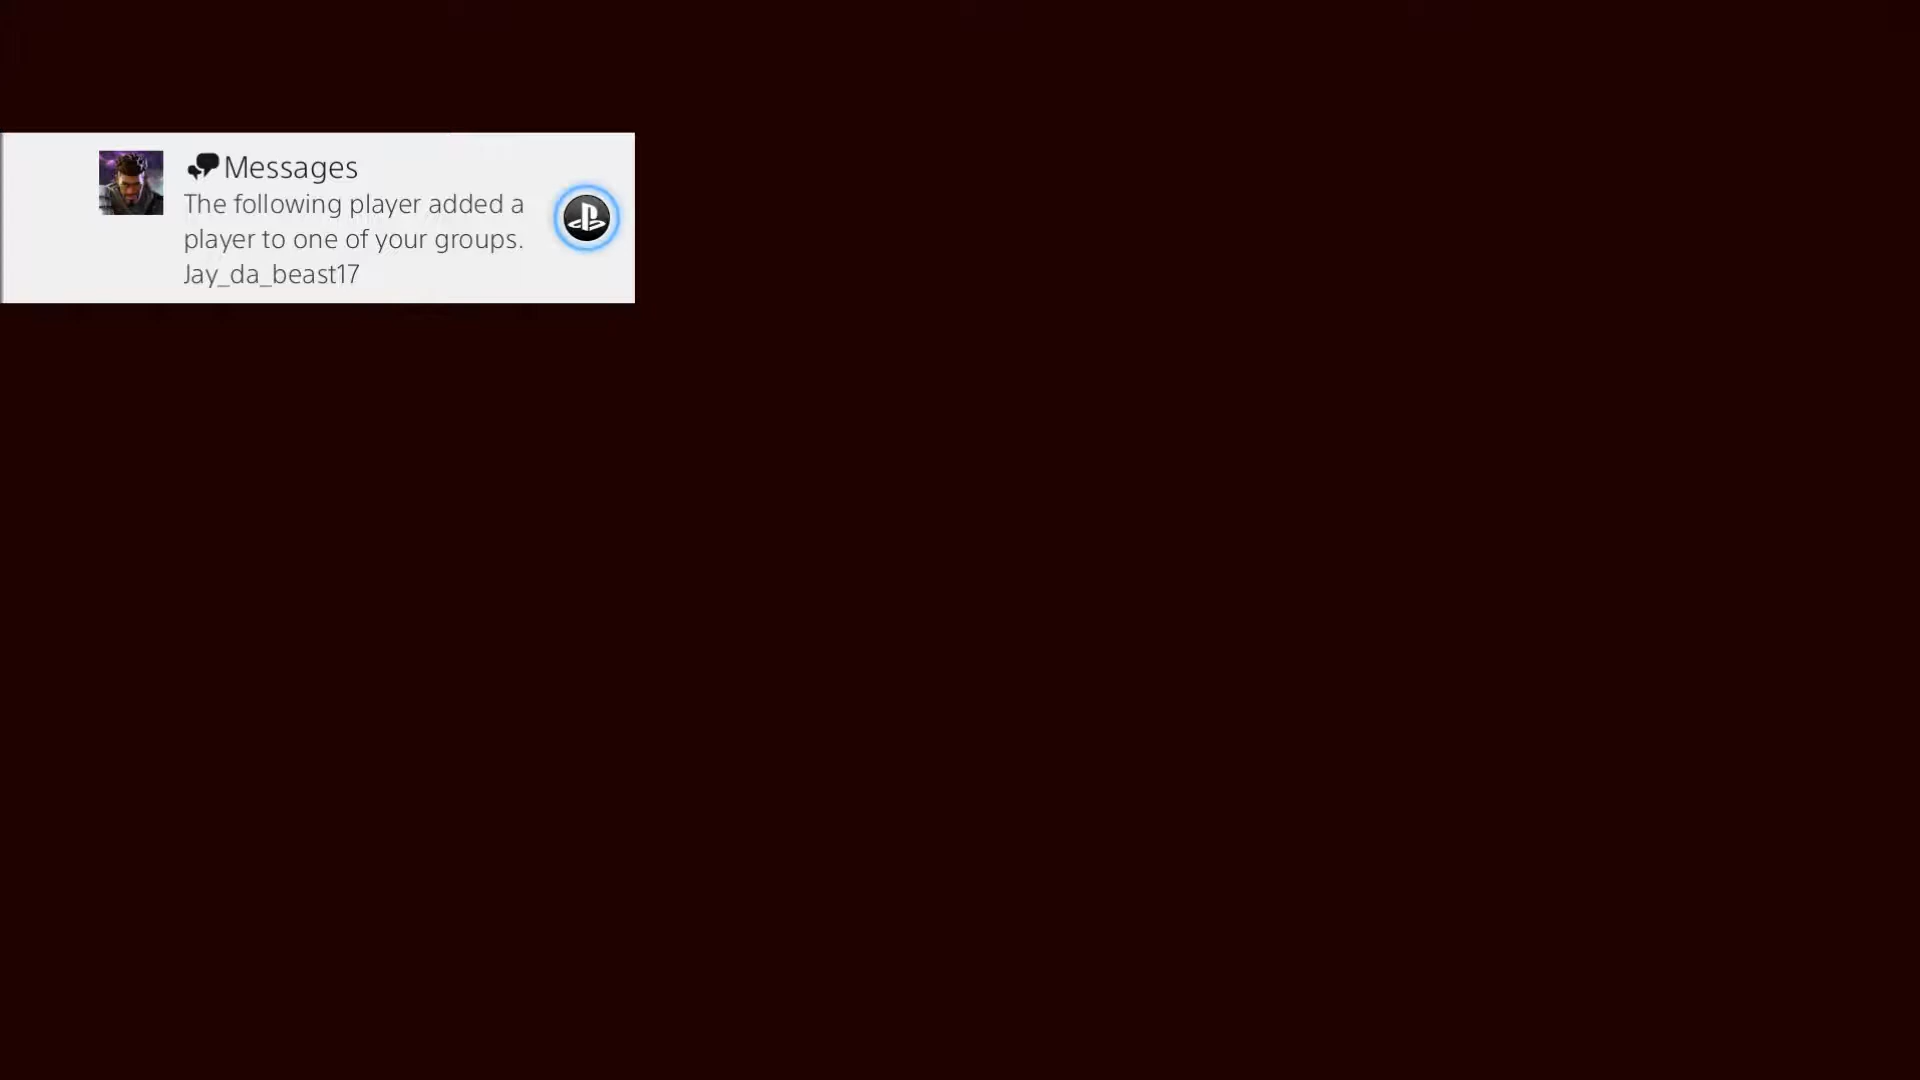 Messages
The following player added a
player to one of your groups.
Jay_da_beast17